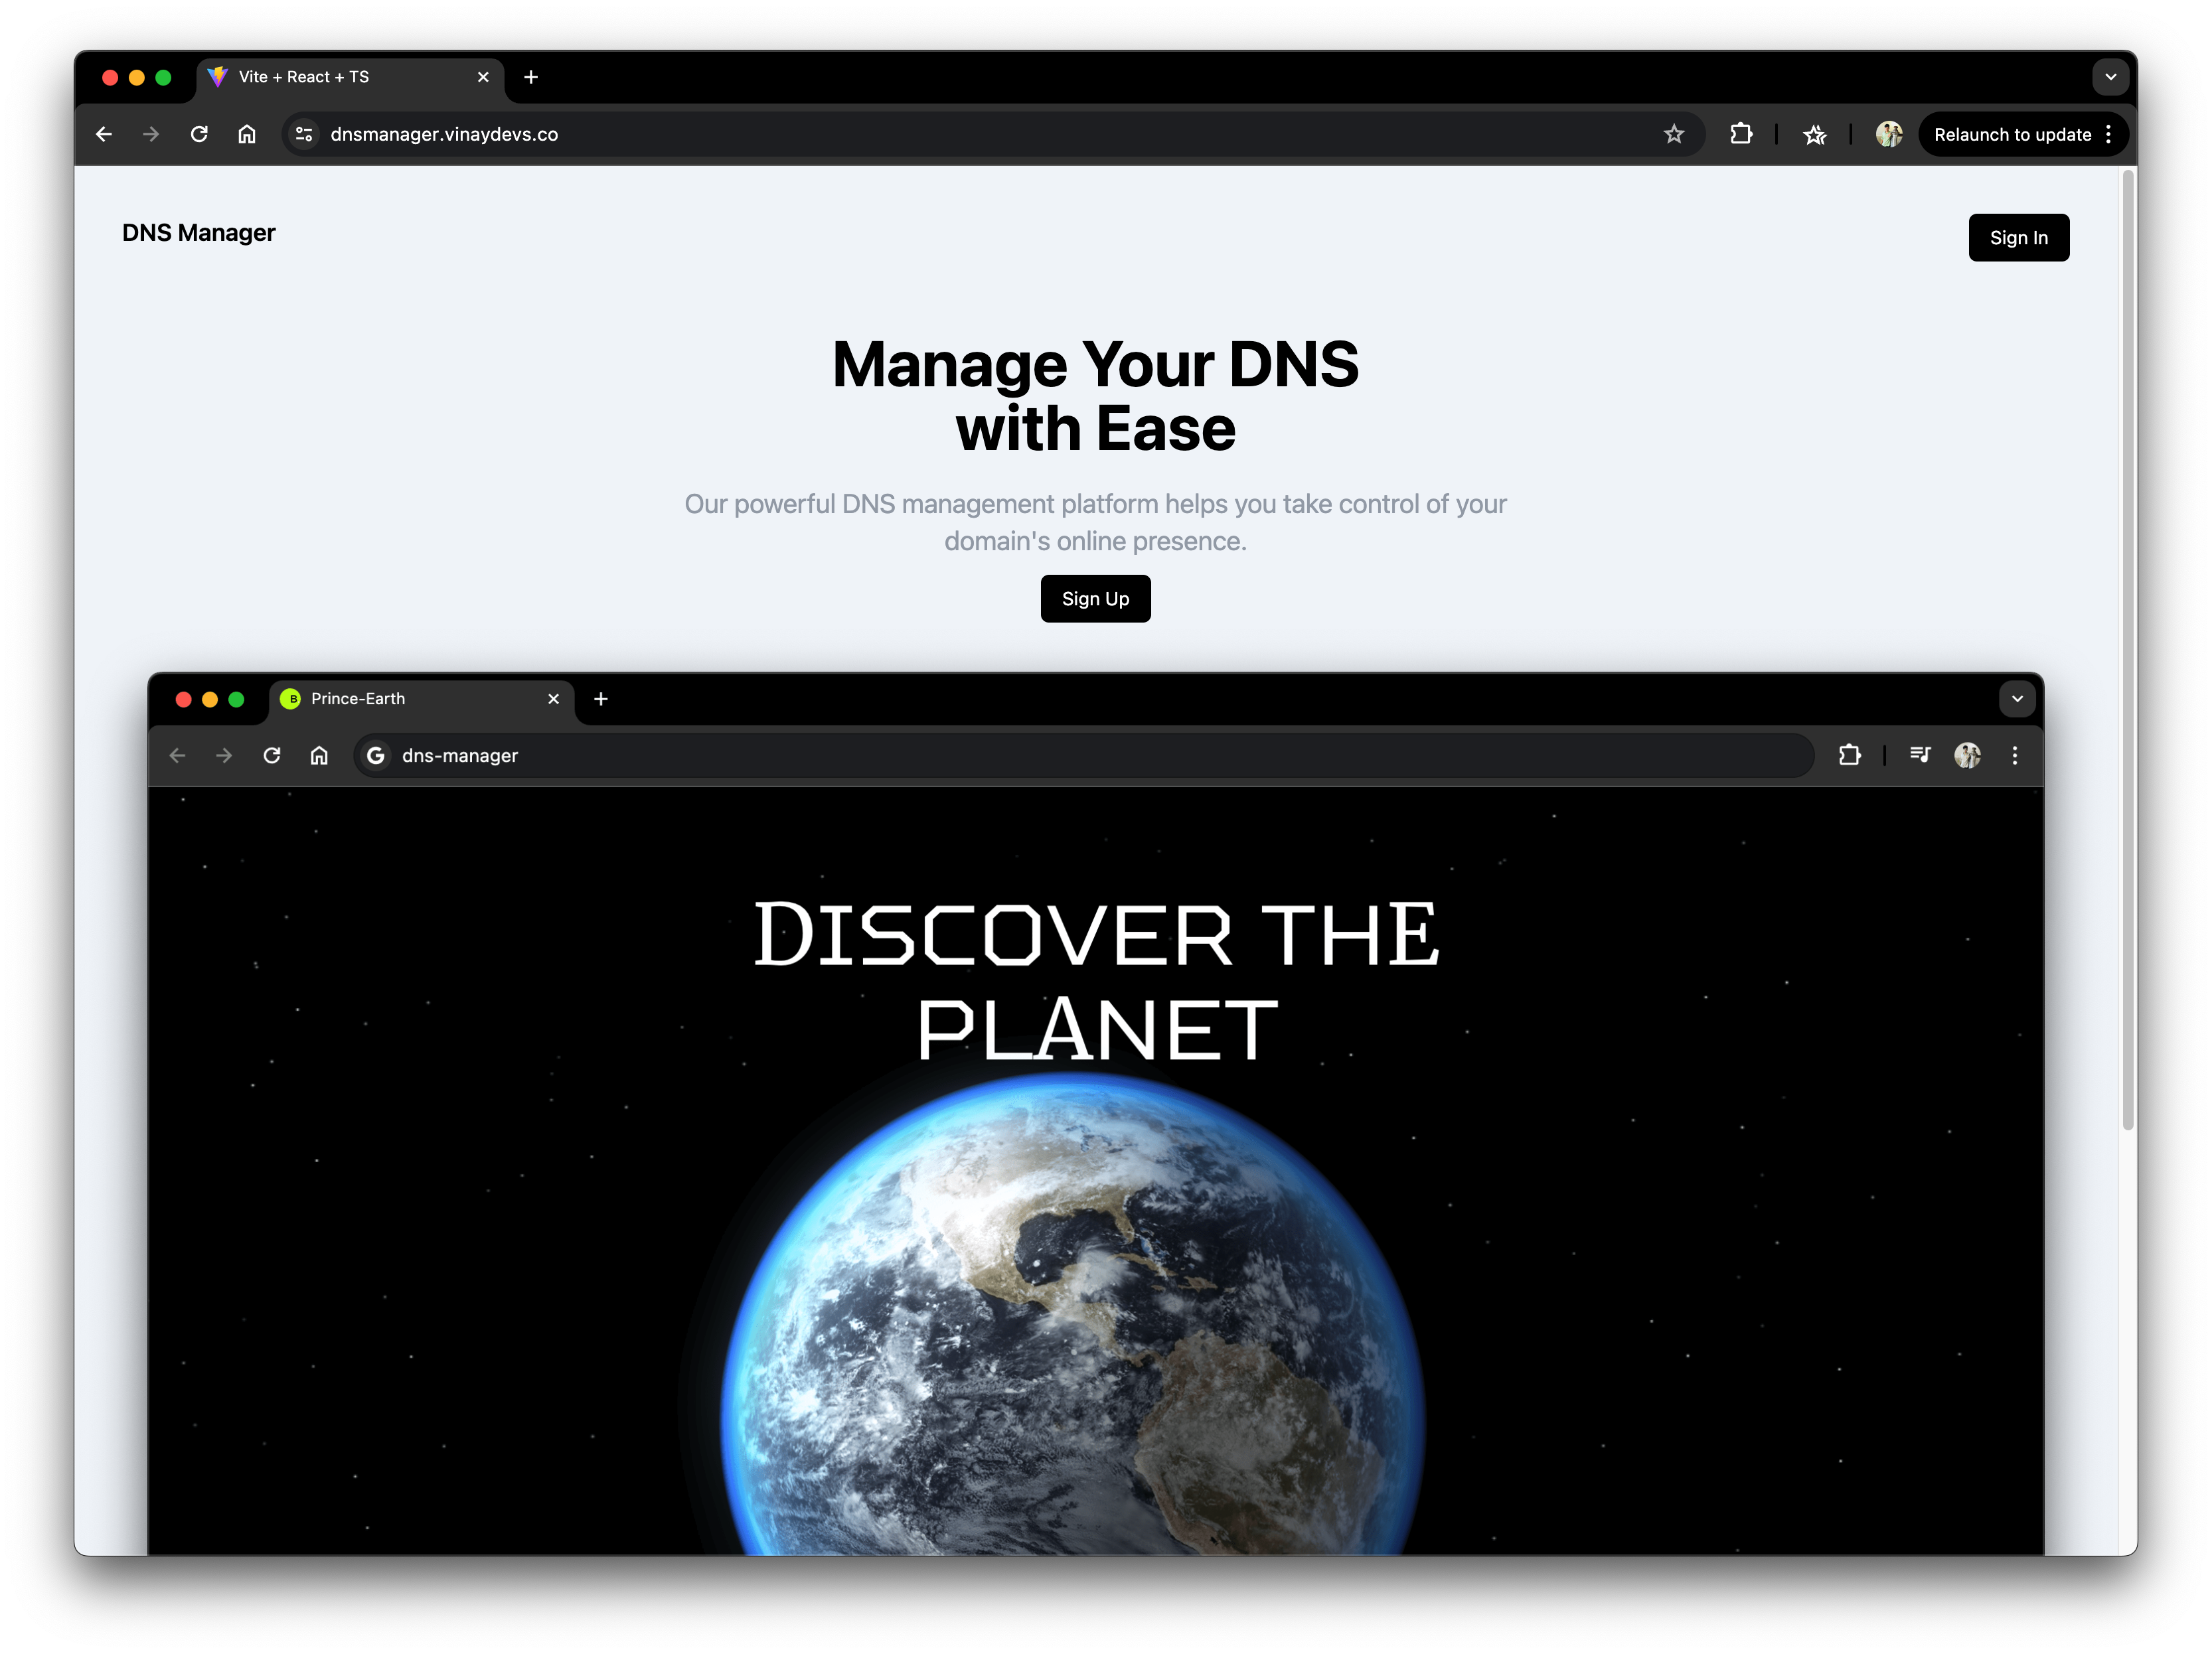 Vite + React + TS
dnsmanager.vinaydevs.co
Relaunch to update
DNS Manager
Sign In
Manage Your DNS
with Ease
Our powerful DNS management platform helps you take control of your
domain's online presence.
Sign Up
B
Prince-Earth
G
dns-manager
DISCOVER THE
PLANET